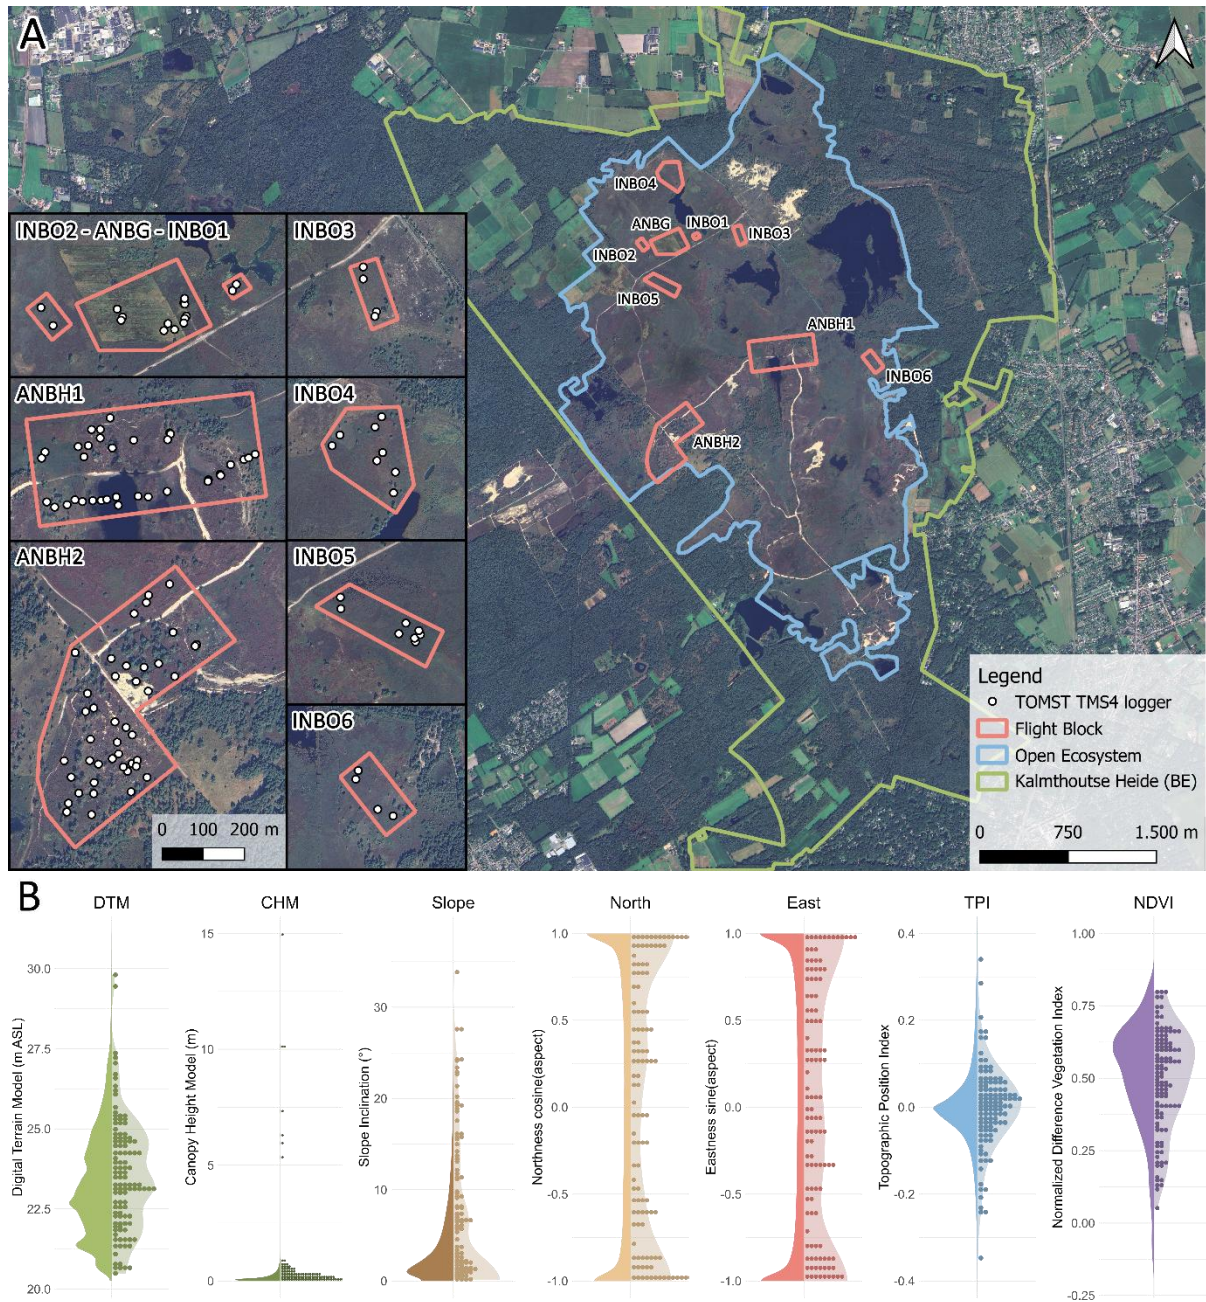 A
INBO4
ANBG
INBO1
INBO2
INBO3
INBO5
ANBH1
INBO6
ANBH2
INBO2 - ANBG - INBO1
INBO3
ANBH1
INBO4
ANBH2
INBO5
INBO6
0 100 200 m
Legend
TOMST TMS4 logger
Flight Block
Open Ecosystem
Kalmthoutse Heide (BE)
0 750 1.500 m
B
DTM
Digital Terrain Model (m ASL)
30.0
27.5
25.0
22.5
20.0
CHM
Canopy Height Model (m)
15
10
5
0
Slope
Slope Inclination (°)
30
20
10
0
North
Northness cosine(aspect)
1.0
0.5
0.0
-0.5
-1.0
East
Eastness sine(aspect)
1.0
0.5
0.0
-0.5
-1.0
TPI
Topographic Position Index
0.4
0.2
0.0
-0.2
-0.4
NDVI
Normalized Difference Vegetation Index
1.00
0.75
0.50
0.25
0.00
-0.25